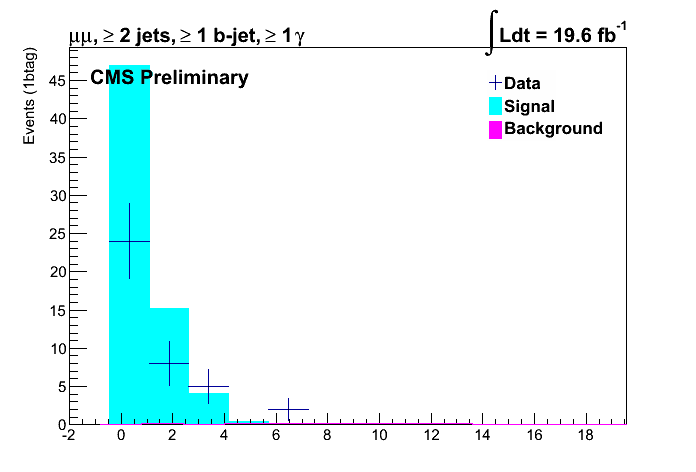 μμ, ≥ 2 jets, ≥ 1 b-jet, ≥ 1 γ
∫ Ldt = 19.6 fb⁻¹
CMS Preliminary
Data
Signal
Background
Events (1btag)
45
40
35
30
25
20
15
10
5
0
-2 0 2 4 6 8 10 12 14 16 18